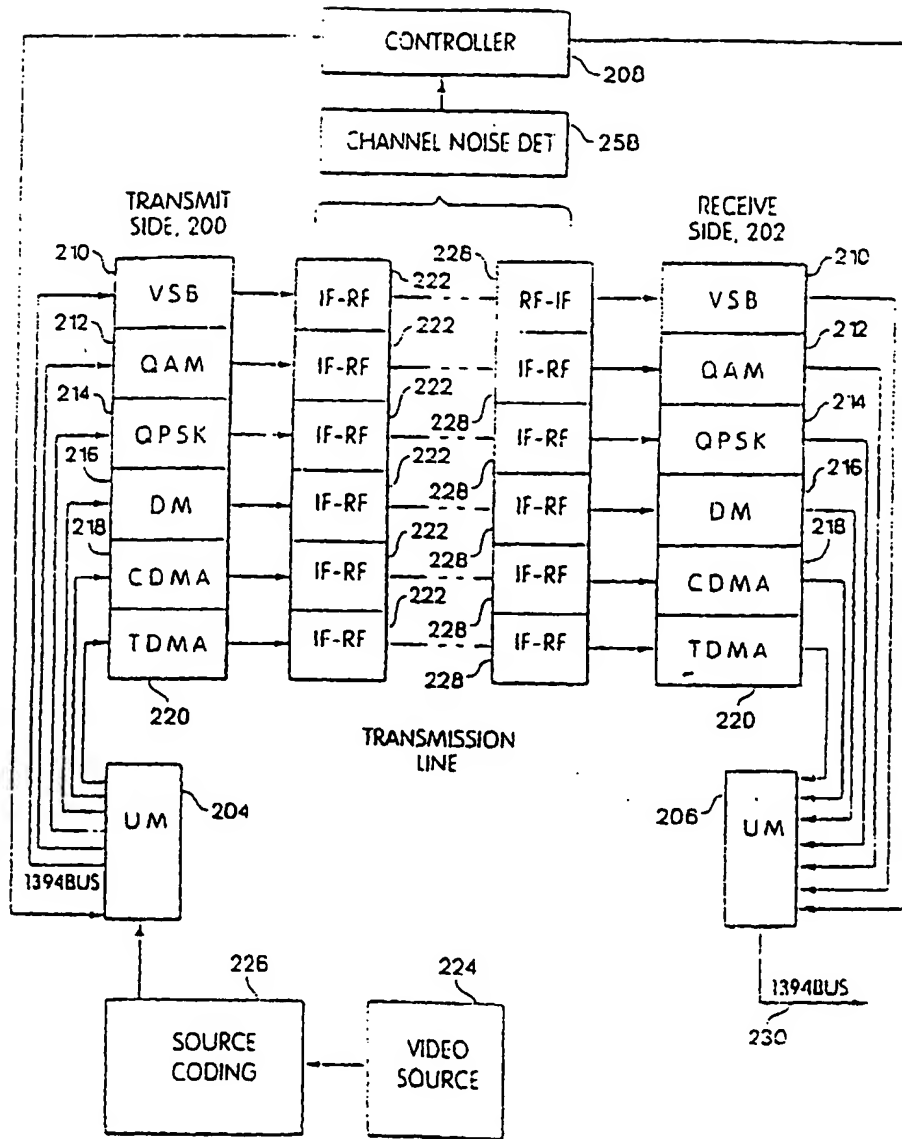 CONTROLLER
208
CHANNEL NOISE DET
258
TRANSMIT
SIDE, 200
RECEIVE
SIDE, 202
210
VSB
222
IF-RF
228
RF-IF
VSB
210
212
QAM
222
IF-RF
IF-RF
QAM
212
214
QPSK
222
IF-RF
228
IF-RF
QPSK
214
216
DM
222
IF-RF
228
IF-RF
DM
216
218
CDMA
222
IF-RF
228
IF-RF
CDMA
218
TDMA
222
IF-RF
228
IF-RF
TDMA
228
220
220
TRANSMISSION
LINE
UM
204
206
UM
1394BUS
1394BUS
230
226
SOURCE
CODING
224
VIDEO
SOURCE